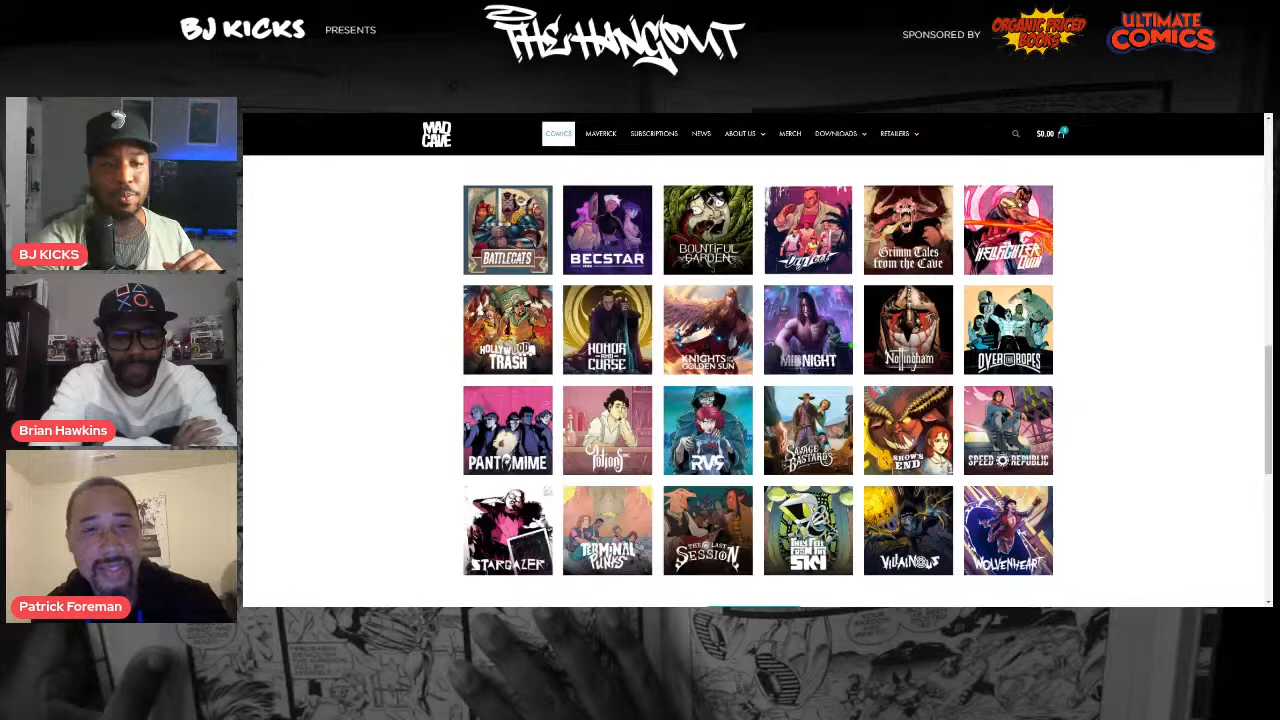 BJ KICKS PRESENTS
THE HANGOUT
SPONSORED BY
ORGANIC PRICED BOOKS
ULTIMATE COMICS
MAD CAVE
COMICS MAVERICK SUBSCRIPTIONS NEWS ABOUT US MERCH DOWNLOADS RETAILERS $0.00
BATTLECATS
BECSTAR
BOUNTIFUL GARDEN
Grimm Tales from the Cave
HELLFIGHTER QUIN
HOLLYWOOD TRASH
HONOR AND CURSE
KNIGHTS OF THE GOLDEN SUN
MIDNIGHT
Nottingham
OVER THE ROPES
PANTOMIME
Potions
RV9
SAVAGE BASTARDS
SHOW'S END
SPEED REPUBLIC
STARGAZER
TERMINAL PUNKS
THE LAST SESSION
THEY FELL FROM THE SKY
VILLAINOUS
WOLVENHEART
BJ KICKS
Brian Hawkins
Patrick Foreman